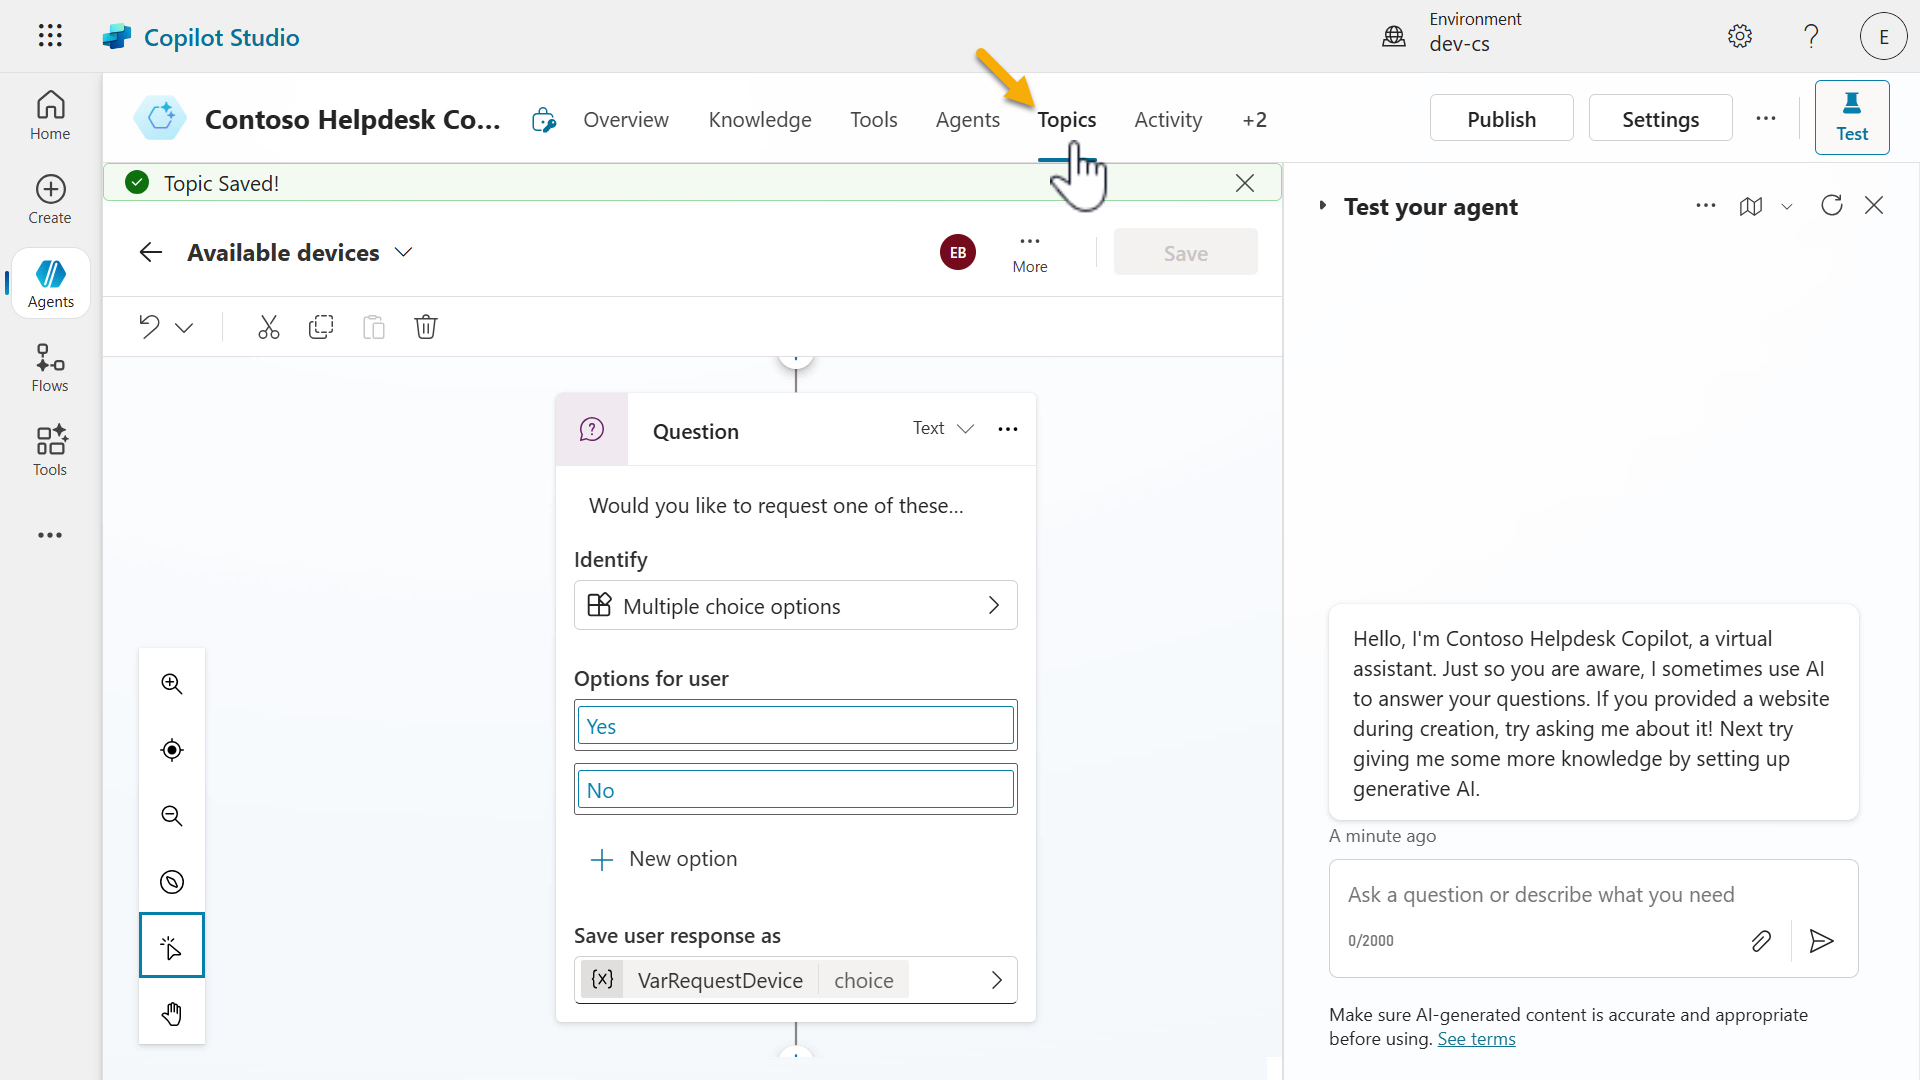 Copilot Studio
Environment
dev-cs
E
Home
Create
Agents
Flows
Tools
Contoso Helpdesk Co...
Overview
Knowledge
Tools
Agents
Topics
Activity
+2
Publish
Settings
Test
Topic Saved!
Available devices
EB
More
Save
Question
Text
Would you like to request one of these...
Identify
Multiple choice options
Options for user
Yes
No
New option
Save user response as
{x} VarRequestDevice choice
Test your agent
Hello, I'm Contoso Helpdesk Copilot, a virtual
assistant. Just so you are aware, I sometimes use AI
to answer your questions. If you provided a website
during creation, try asking me about it! Next try
giving me some more knowledge by setting up
generative AI.
A minute ago
Ask a question or describe what you need
0/2000
Make sure AI-generated content is accurate and appropriate
before using. See terms